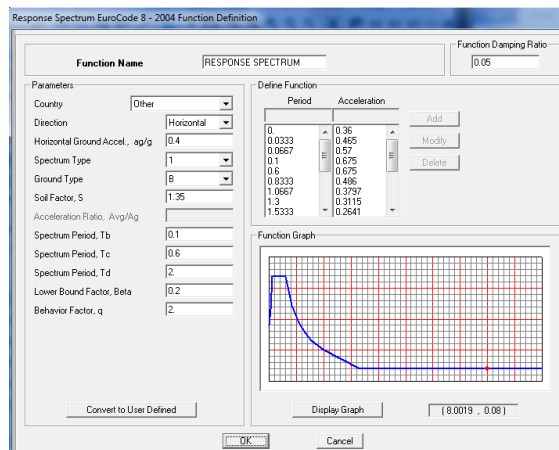 Response Spectrum EuroCode 8 - 2004 Function Definition
Function Name RESPONSE SPECTRUM
Function Damping Ratio
0.05
Parameters
Country Other
Direction Horizontal
Horizontal Ground Accel., ag/g 0.4
Spectrum Type 1
Ground Type B
Soil Factor, S 1.35
Acceleration Ratio, Avg/Ag
Spectrum Period, Tb 0.1
Spectrum Period, Tc 0.6
Spectrum Period, Td 2.
Lower Bound Factor, Beta 0.2
Behavior Factor, q 2.
Convert to User Defined
Define Function
Period Acceleration
0. 0.36
0.0333 0.465
0.0667 0.57
0.1 0.675
0.6 0.675
0.8333 0.486
1.0667 0.3797
1.3 0.3115
1.5333 0.2641
Add
Modify
Delete
Function Graph
Display Graph (8.0019 , 0.08)
OK Cancel